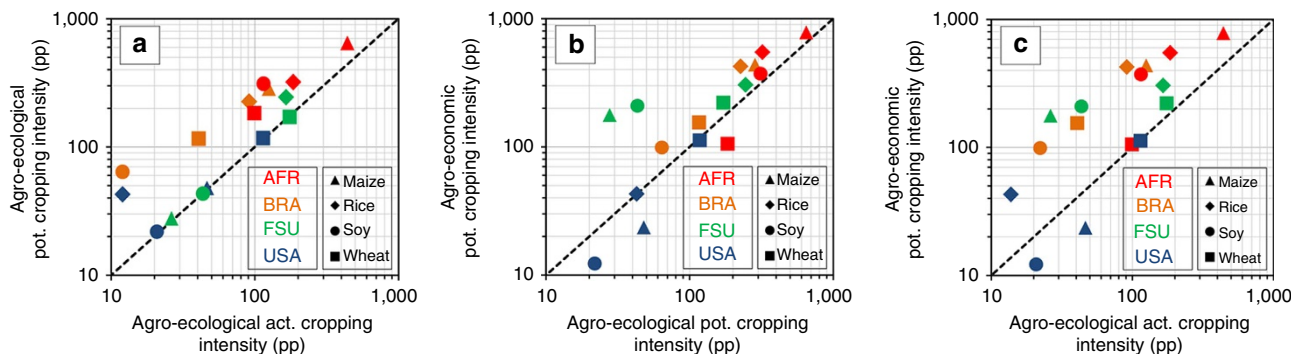 a
Agro-ecological
pot. cropping intensity (pp)
1,000
100
10
10
100
1,000
Agro-ecological act. cropping
intensity (pp)
AFR
BRA
FSU
USA
Maize
Rice
Soy
Wheat
b
Agro-economic
pot. cropping intensity (pp)
1,000
100
10
10
100
1,000
Agro-ecological pot. cropping
intensity (pp)
AFR
BRA
FSU
USA
Maize
Rice
Soy
Wheat
c
Agro-economic
pot. cropping intensity (pp)
1,000
100
10
10
100
1,000
Agro-ecological act. cropping
intensity (pp)
AFR
BRA
FSU
USA
Maize
Rice
Soy
Wheat